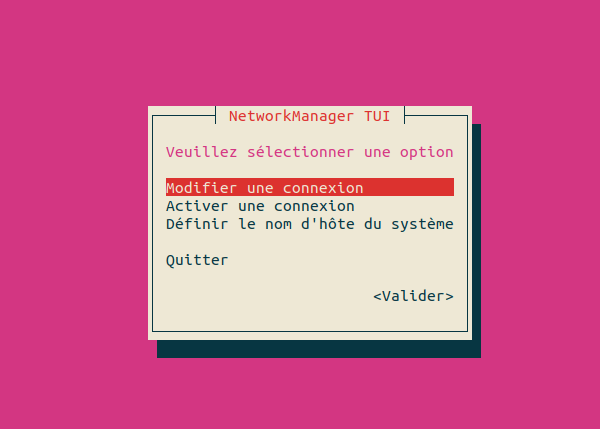 NetworkManager TUI
Veuillez sélectionner une option
Modifier une connexion
Activer une connexion
Définir le nom d'hôte du système
Quitter
<Valider>